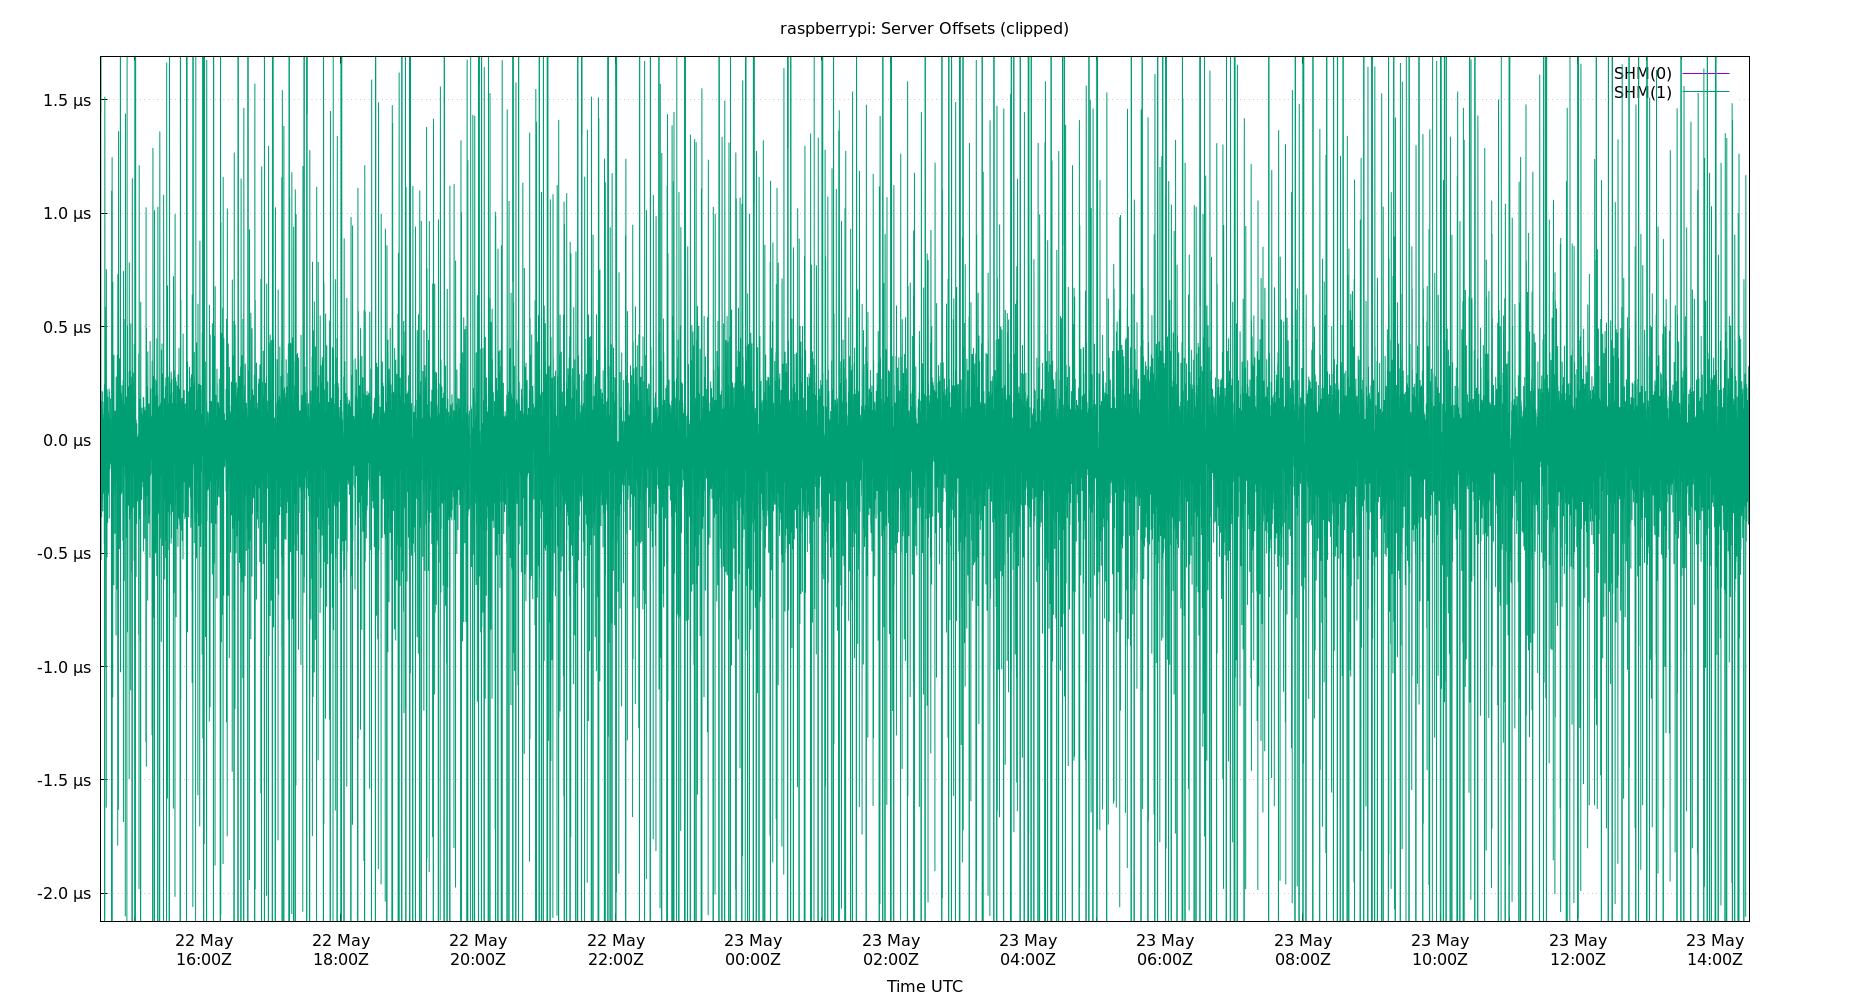 raspberrypi: Server Offsets (clipped)
SHM(0)
SHM(1)
1.5 μs
1.0 μs
0.5 μs
0.0 μs
-0.5 μs
-1.0 μs
-1.5 μs
-2.0 μs
22 May 22 May 22 May 22 May 23 May 23 May 23 May 23 May 23 May 23 May 23 May 23 May
16:00Z 18:00Z 20:00Z 22:00Z 00:00Z 02:00Z 04:00Z 06:00Z 08:00Z 10:00Z 12:00Z 14:00Z
Time UTC